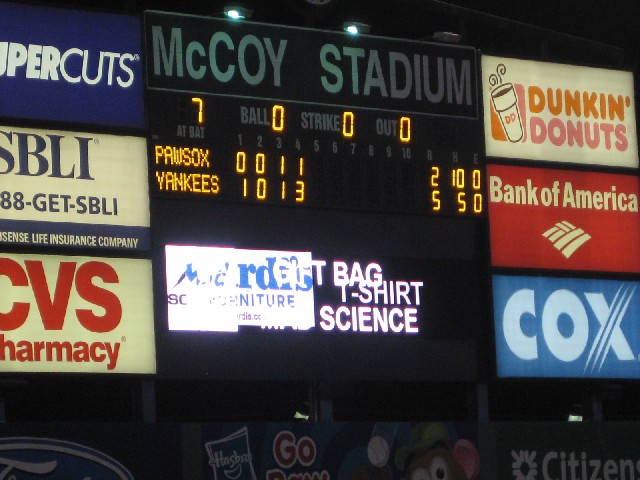 SUPERCUTS®
McCOY STADIUM
7
AT BAT
BALL 0 STRIKE 0 OUT 0
1 2 3 4 5 6 7 8 9 10 R H E
PAWSOX 0 0 1 1 2 10 0
YANKEES 1 0 1 3 5 5 0
DUNKIN'
DONUTS
DD
SBLI
88-GET-SBLI
NSENSE LIFE INSURANCE COMPANY
Bank of America
CVS
harmacy
T BAG
T-SHIRT
SCIENCE
COX
Hasbro
Go
Citizens